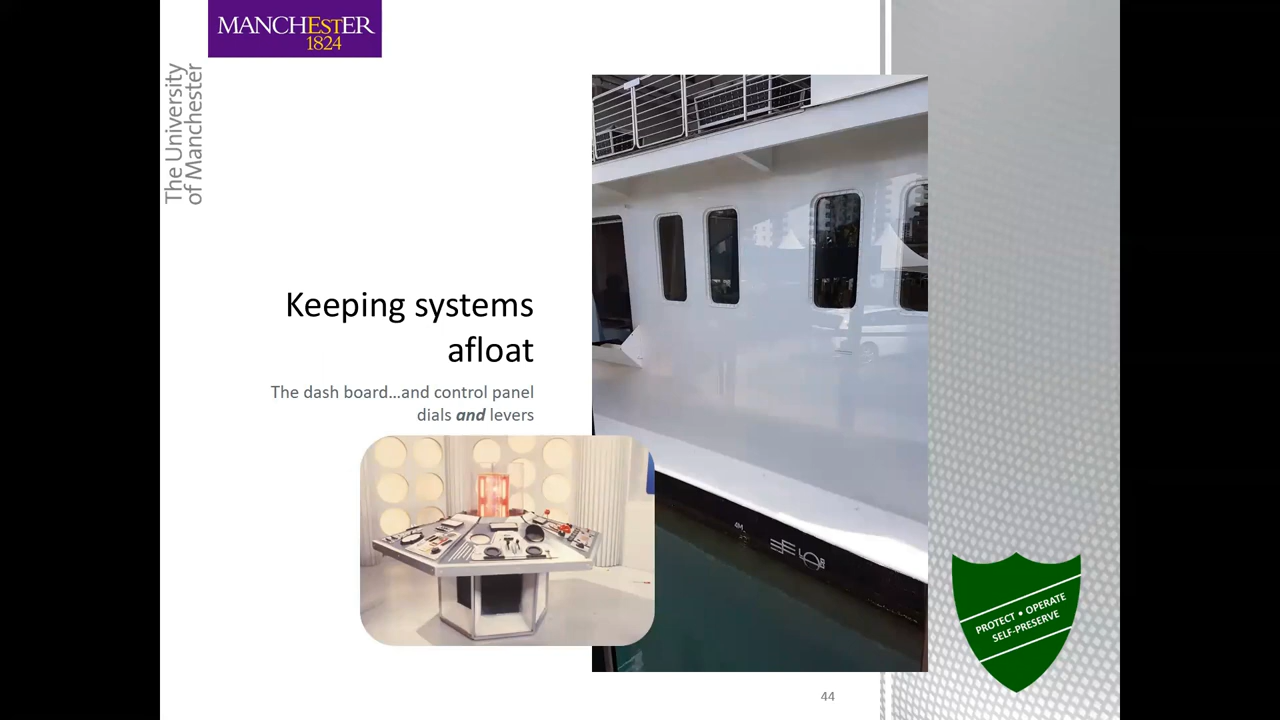 MANCHESTER
1824
The University
of Manchester
Keeping systems
afloat
The dash board...and control panel
dials and levers
4M
L
B
PROTECT • OPERATE
SELF-PRESERVE
44